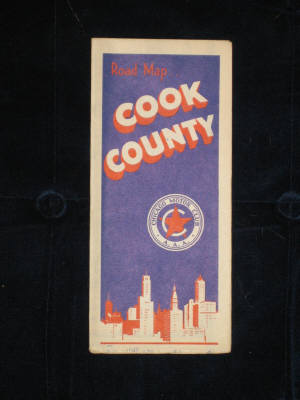 Road Map
COOK
COUNTY
CHICAGO MOTOR CLUB
A.A.A.